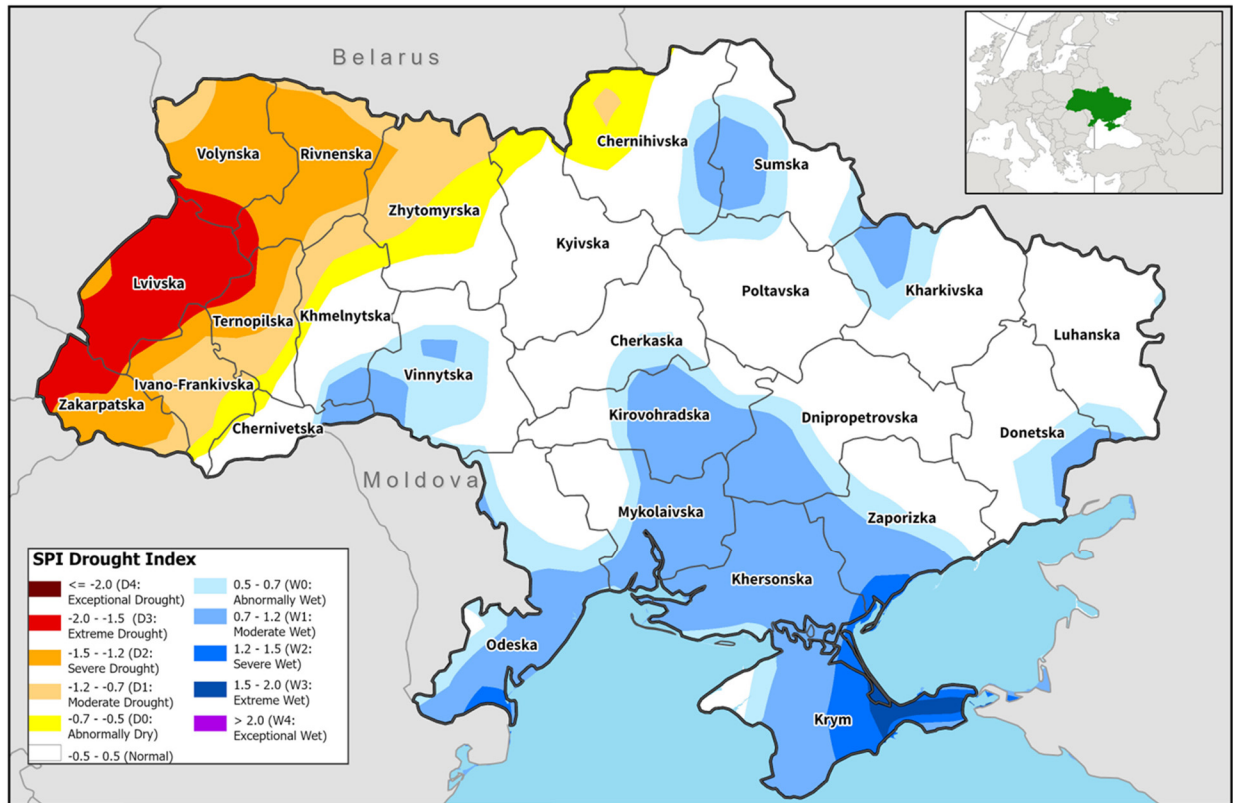 Belarus
Chernihivska
Volynska
Rivnenska
Sumska
Zhytomyrska
Kyivska
Lvivska
Poltavska
Kharkivska
Ternopilska
Khmelnytska
Luhanska
Cherkaska
Vinnytska
Ivano-Frankivska
Zakarpatska
Kirovohradska
Dnipropetrovska
Chernivetska
Donetska
Moldova
Mykolaivska
Zaporizka
Khersonska
Odeska
Krym
SPI Drought Index
<= -2.0 (D4:
Exceptional Drought)
-2.0 - -1.5 (D3:
Extreme Drought)
-1.5 - -1.2 (D2:
Severe Drought)
-1.2 - -0.7 (D1:
Moderate Drought)
-0.7 - -0.5 (D0:
Abnormally Dry)
-0.5 - 0.5 (Normal)
0.5 - 0.7 (W0:
Abnormally Wet)
0.7 - 1.2 (W1:
Moderate Wet)
1.2 - 1.5 (W2:
Severe Wet)
1.5 - 2.0 (W3:
Extreme Wet)
> 2.0 (W4:
Exceptional Wet)